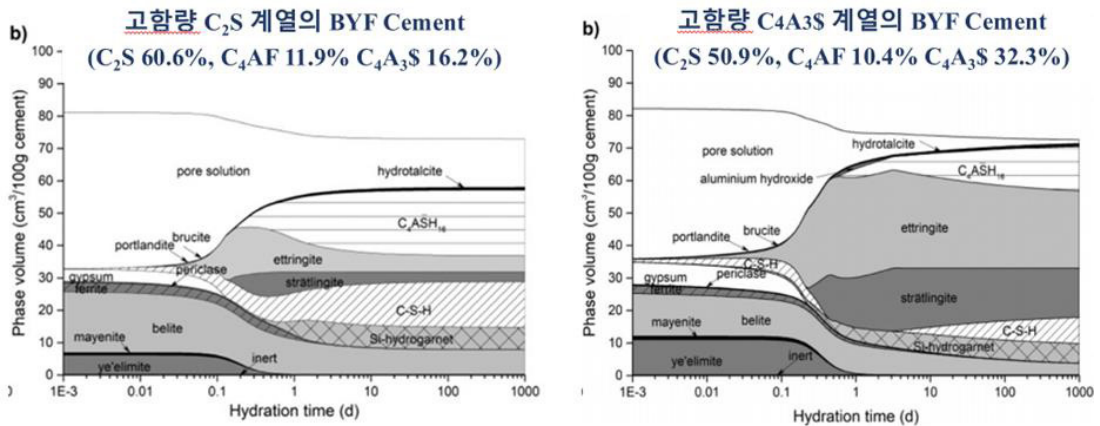 고함량 C₂S 계열의 BYF Cement
(C₂S 60.6%, C₄AF 11.9% C₄A₃$ 16.2%)
b)
100
90
80
70
60
50
40
30
20
10
0
Phase volume (cm³/100g cement)
pore solution
hydrotalcite
C₄AS̄H₁₆
brucite
portlandite
ettringite
periclase
strätlingite
gypsum
ferrite
C-S-H
belite
Si-hydrogarnet
mayenite
inert
ye'elimite
1E-3 0.01 0.1 1 10 100 1000
Hydration time (d)
고함량 C4A3$ 계열의 BYF Cement
(C₂S 50.9%, C₄AF 10.4% C₄A₃$ 32.3%)
b)
100
90
80
70
60
50
40
30
20
10
0
Phase volume (cm³/100g cement)
hydrotalcite
pore solution
C₄AS̄H₁₆
aluminium hydroxide
brucite
portlandite
ettringite
C-S-H
periclase
gypsum
ferrite
strätlingite
belite
C-S-H
mayenite
Si-hydrogarnet
inert
ye'elimite
1E-3 0.01 0.1 1 10 100 1000
Hydration time (d)